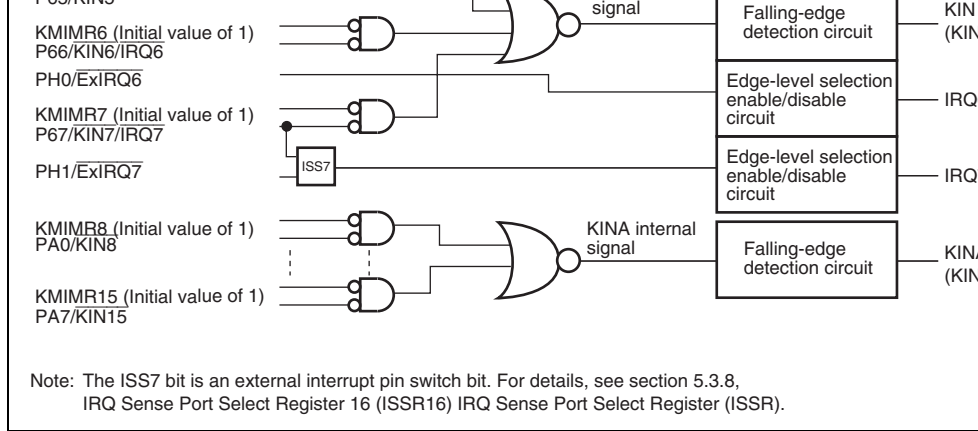 signal
KMIMR6 (Initial value of 1)
P66/KIN6/IRQ6
PH0/ExIRQ6
KMIMR7 (Initial value of 1)
P67/KIN7/IRQ7
PH1/ExIRQ7
ISS7
Falling-edge
detection circuit
KIN
(KIN
Edge-level selection
enable/disable
circuit
IRQ
Edge-level selection
enable/disable
circuit
IRQ
KMIMR8 (Initial value of 1)
PA0/KIN8
KMIMR15 (Initial value of 1)
PA7/KIN15
KINA internal
signal
Falling-edge
detection circuit
KINA
(KIN
Note: The ISS7 bit is an external interrupt pin switch bit. For details, see section 5.3.8,
IRQ Sense Port Select Register 16 (ISSR16) IRQ Sense Port Select Register (ISSR).